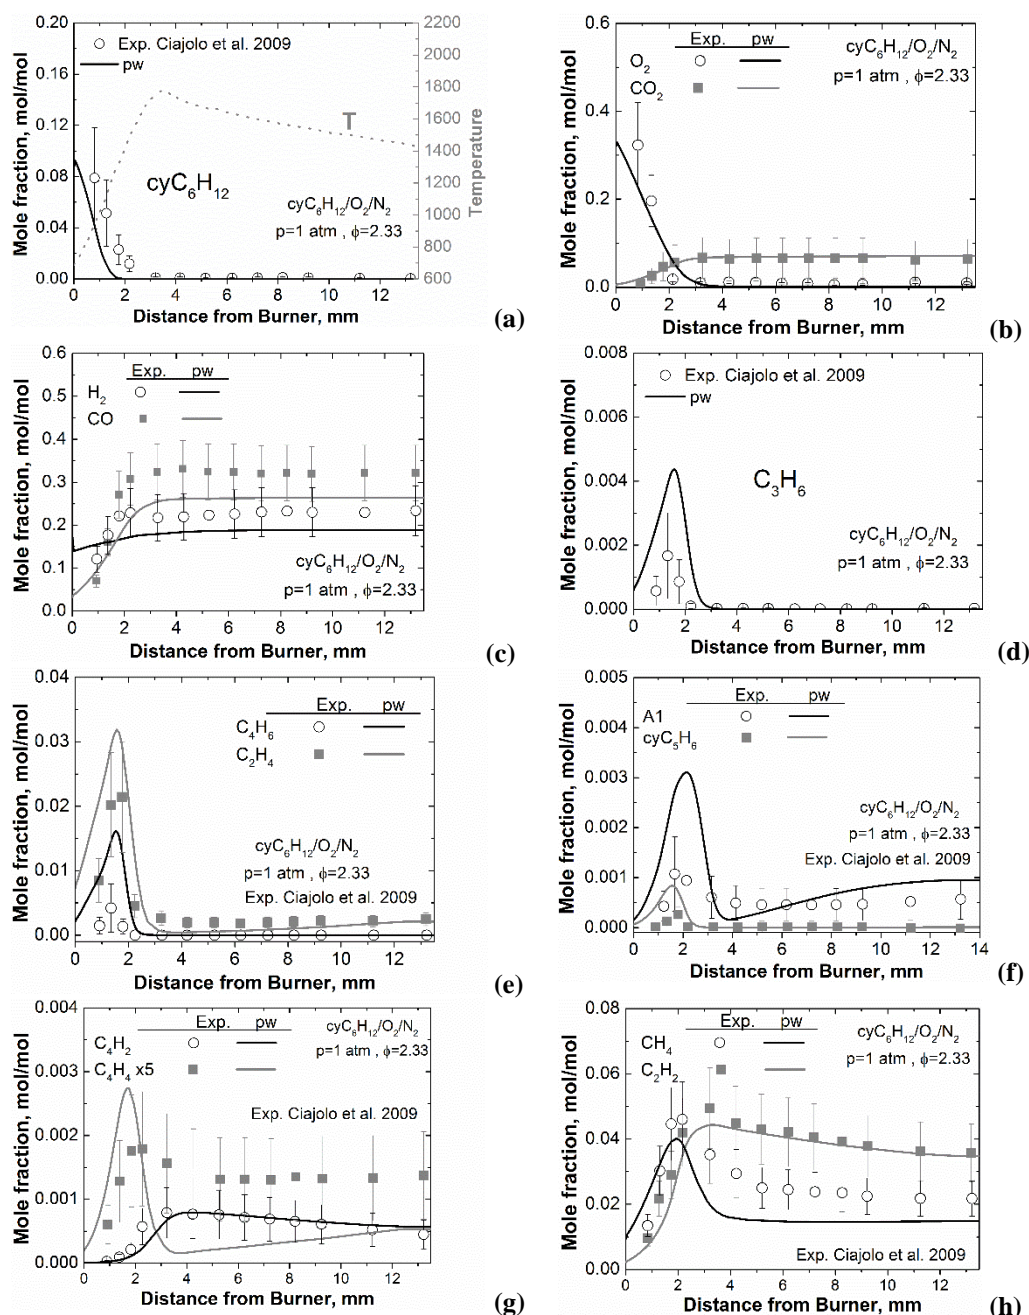 0.20
0.16
0.12
0.08
0.04
0.00
Mole fraction, mol/mol
Exp. Ciajolo et al. 2009
pw
T
cyC₆H₁₂
cyC₆H₁₂/O₂/N₂
p=1 atm , ϕ=2.33
2200
2000
1800
1600
1400
1200
1000
800
600
Temperature
0 2 4 6 8 10 12
Distance from Burner, mm
(a)
0.6
0.4
0.2
0.0
Mole fraction, mol/mol
Exp. pw
O₂
CO₂
cyC₆H₁₂/O₂/N₂
p=1 atm , ϕ=2.33
0 2 4 6 8 10 12
Distance from Burner, mm
(b)
0.6
0.5
0.4
0.3
0.2
0.1
0.0
Mole fraction, mol/mol
Exp. pw
H₂
CO
cyC₆H₁₂/O₂/N₂
p=1 atm , ϕ=2.33
0 2 4 6 8 10 12
Distance from Burner, mm
(c)
0.008
0.006
0.004
0.002
0.000
Mole fraction, mol/mol
Exp. Ciajolo et al. 2009
pw
C₃H₆
cyC₆H₁₂/O₂/N₂
p=1 atm , ϕ=2.33
0 2 4 6 8 10 12
Distance from Burner, mm
(d)
0.04
0.03
0.02
0.01
0.00
Mole fraction, mol/mol
Exp. pw
C₄H₆
C₂H₄
cyC₆H₁₂/O₂/N₂
p=1 atm , ϕ=2.33
Exp. Ciajolo et al. 2009
0 2 4 6 8 10 12
Distance from Burner, mm
(e)
0.005
0.004
0.003
0.002
0.001
0.000
Mole fraction, mol/mol
Exp. pw
A1
cyC₅H₆
cyC₆H₁₂/O₂/N₂
p=1 atm , ϕ=2.33
Exp. Ciajolo et al. 2009
0 2 4 6 8 10 12 14
Distance from Burner, mm
(f)
0.004
0.003
0.002
0.001
0.000
Mole fraction, mol/mol
Exp. pw
C₄H₂
C₄H₄ x5
cyC₆H₁₂/O₂/N₂
p=1 atm , ϕ=2.33
Exp. Ciajolo et al. 2009
0 2 4 6 8 10 12
Distance from Burner, mm
(g)
0.08
0.06
0.04
0.02
0.00
Mole fraction, mol/mol
Exp. pw
CH₄
C₂H₂
cyC₆H₁₂/O₂/N₂
p=1 atm , ϕ=2.33
Exp. Ciajolo et al. 2009
0 2 4 6 8 10 12
Distance from Burner, mm
(h)